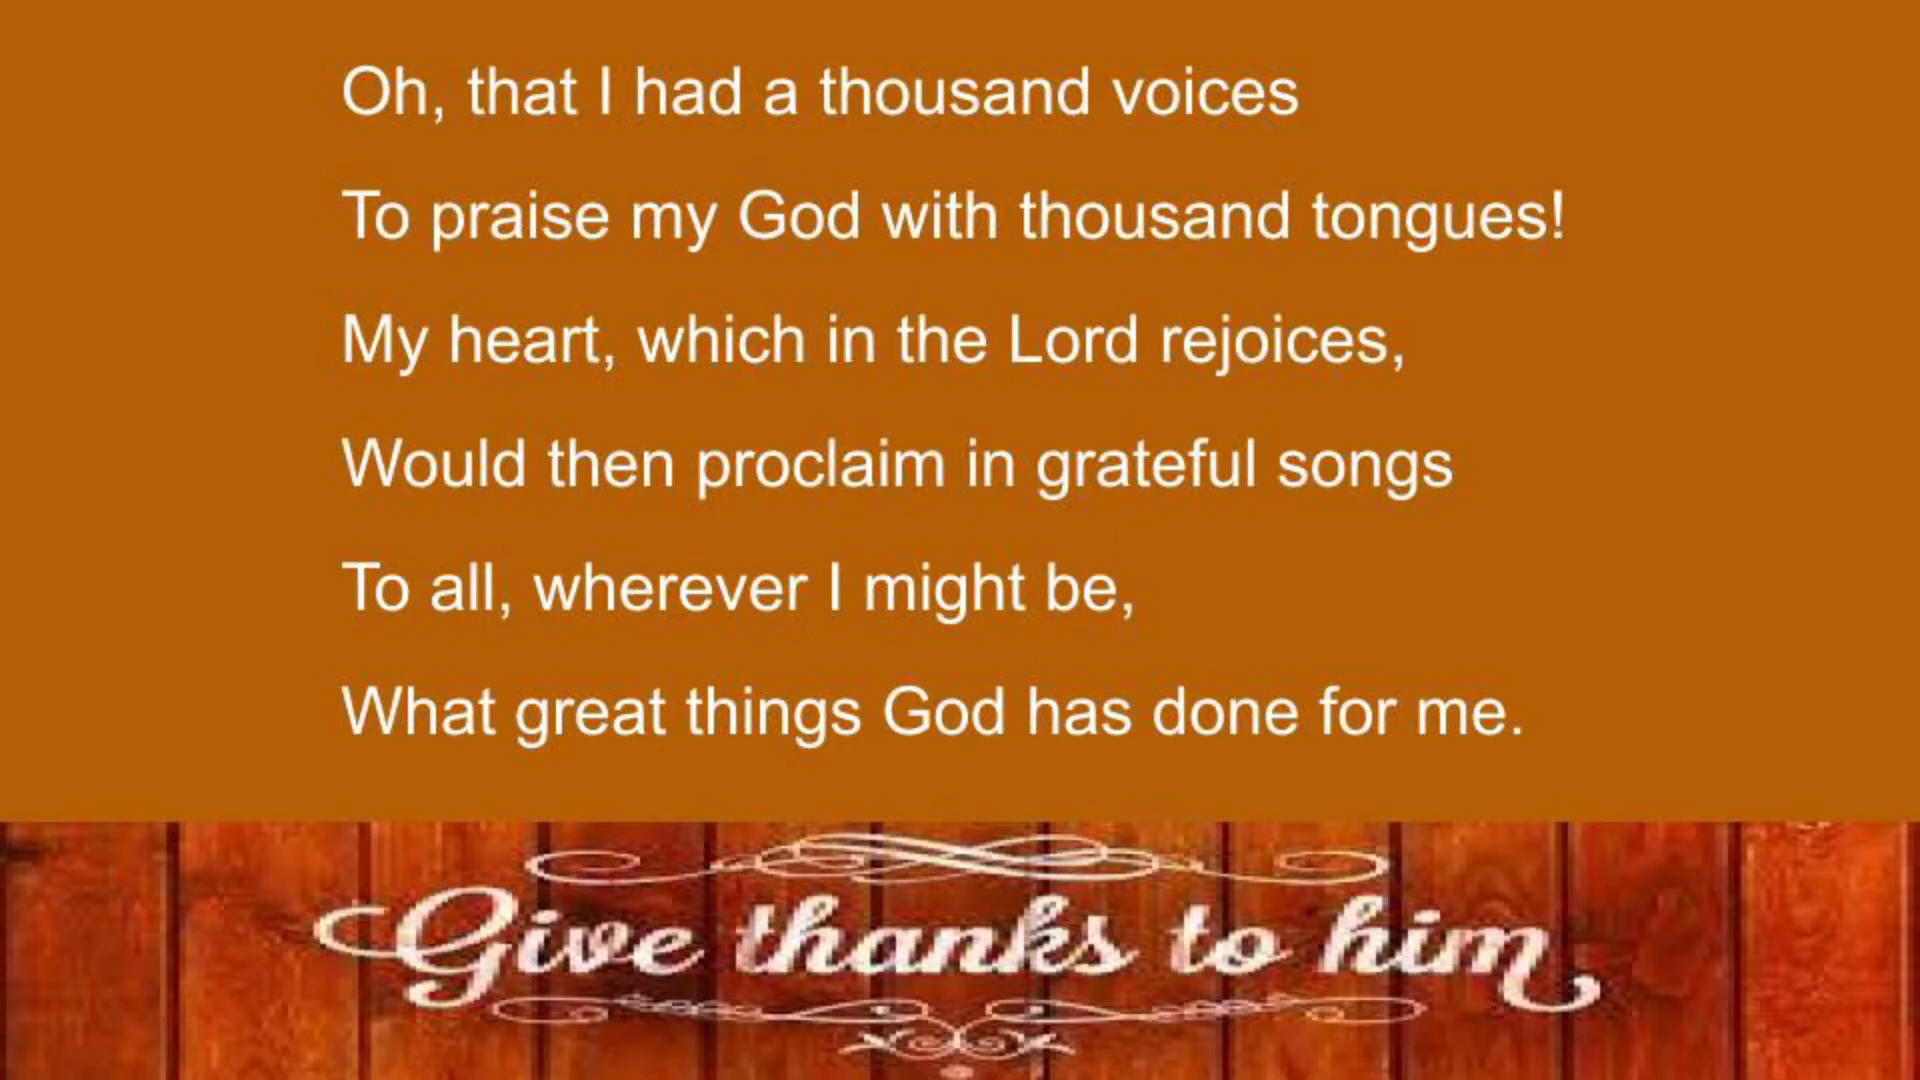 Oh, that I had a thousand voices
To praise my God with thousand tongues!
My heart, which in the Lord rejoices,
Would then proclaim in grateful songs
To all, wherever I might be,
What great things God has done for me.
Give thanks to him